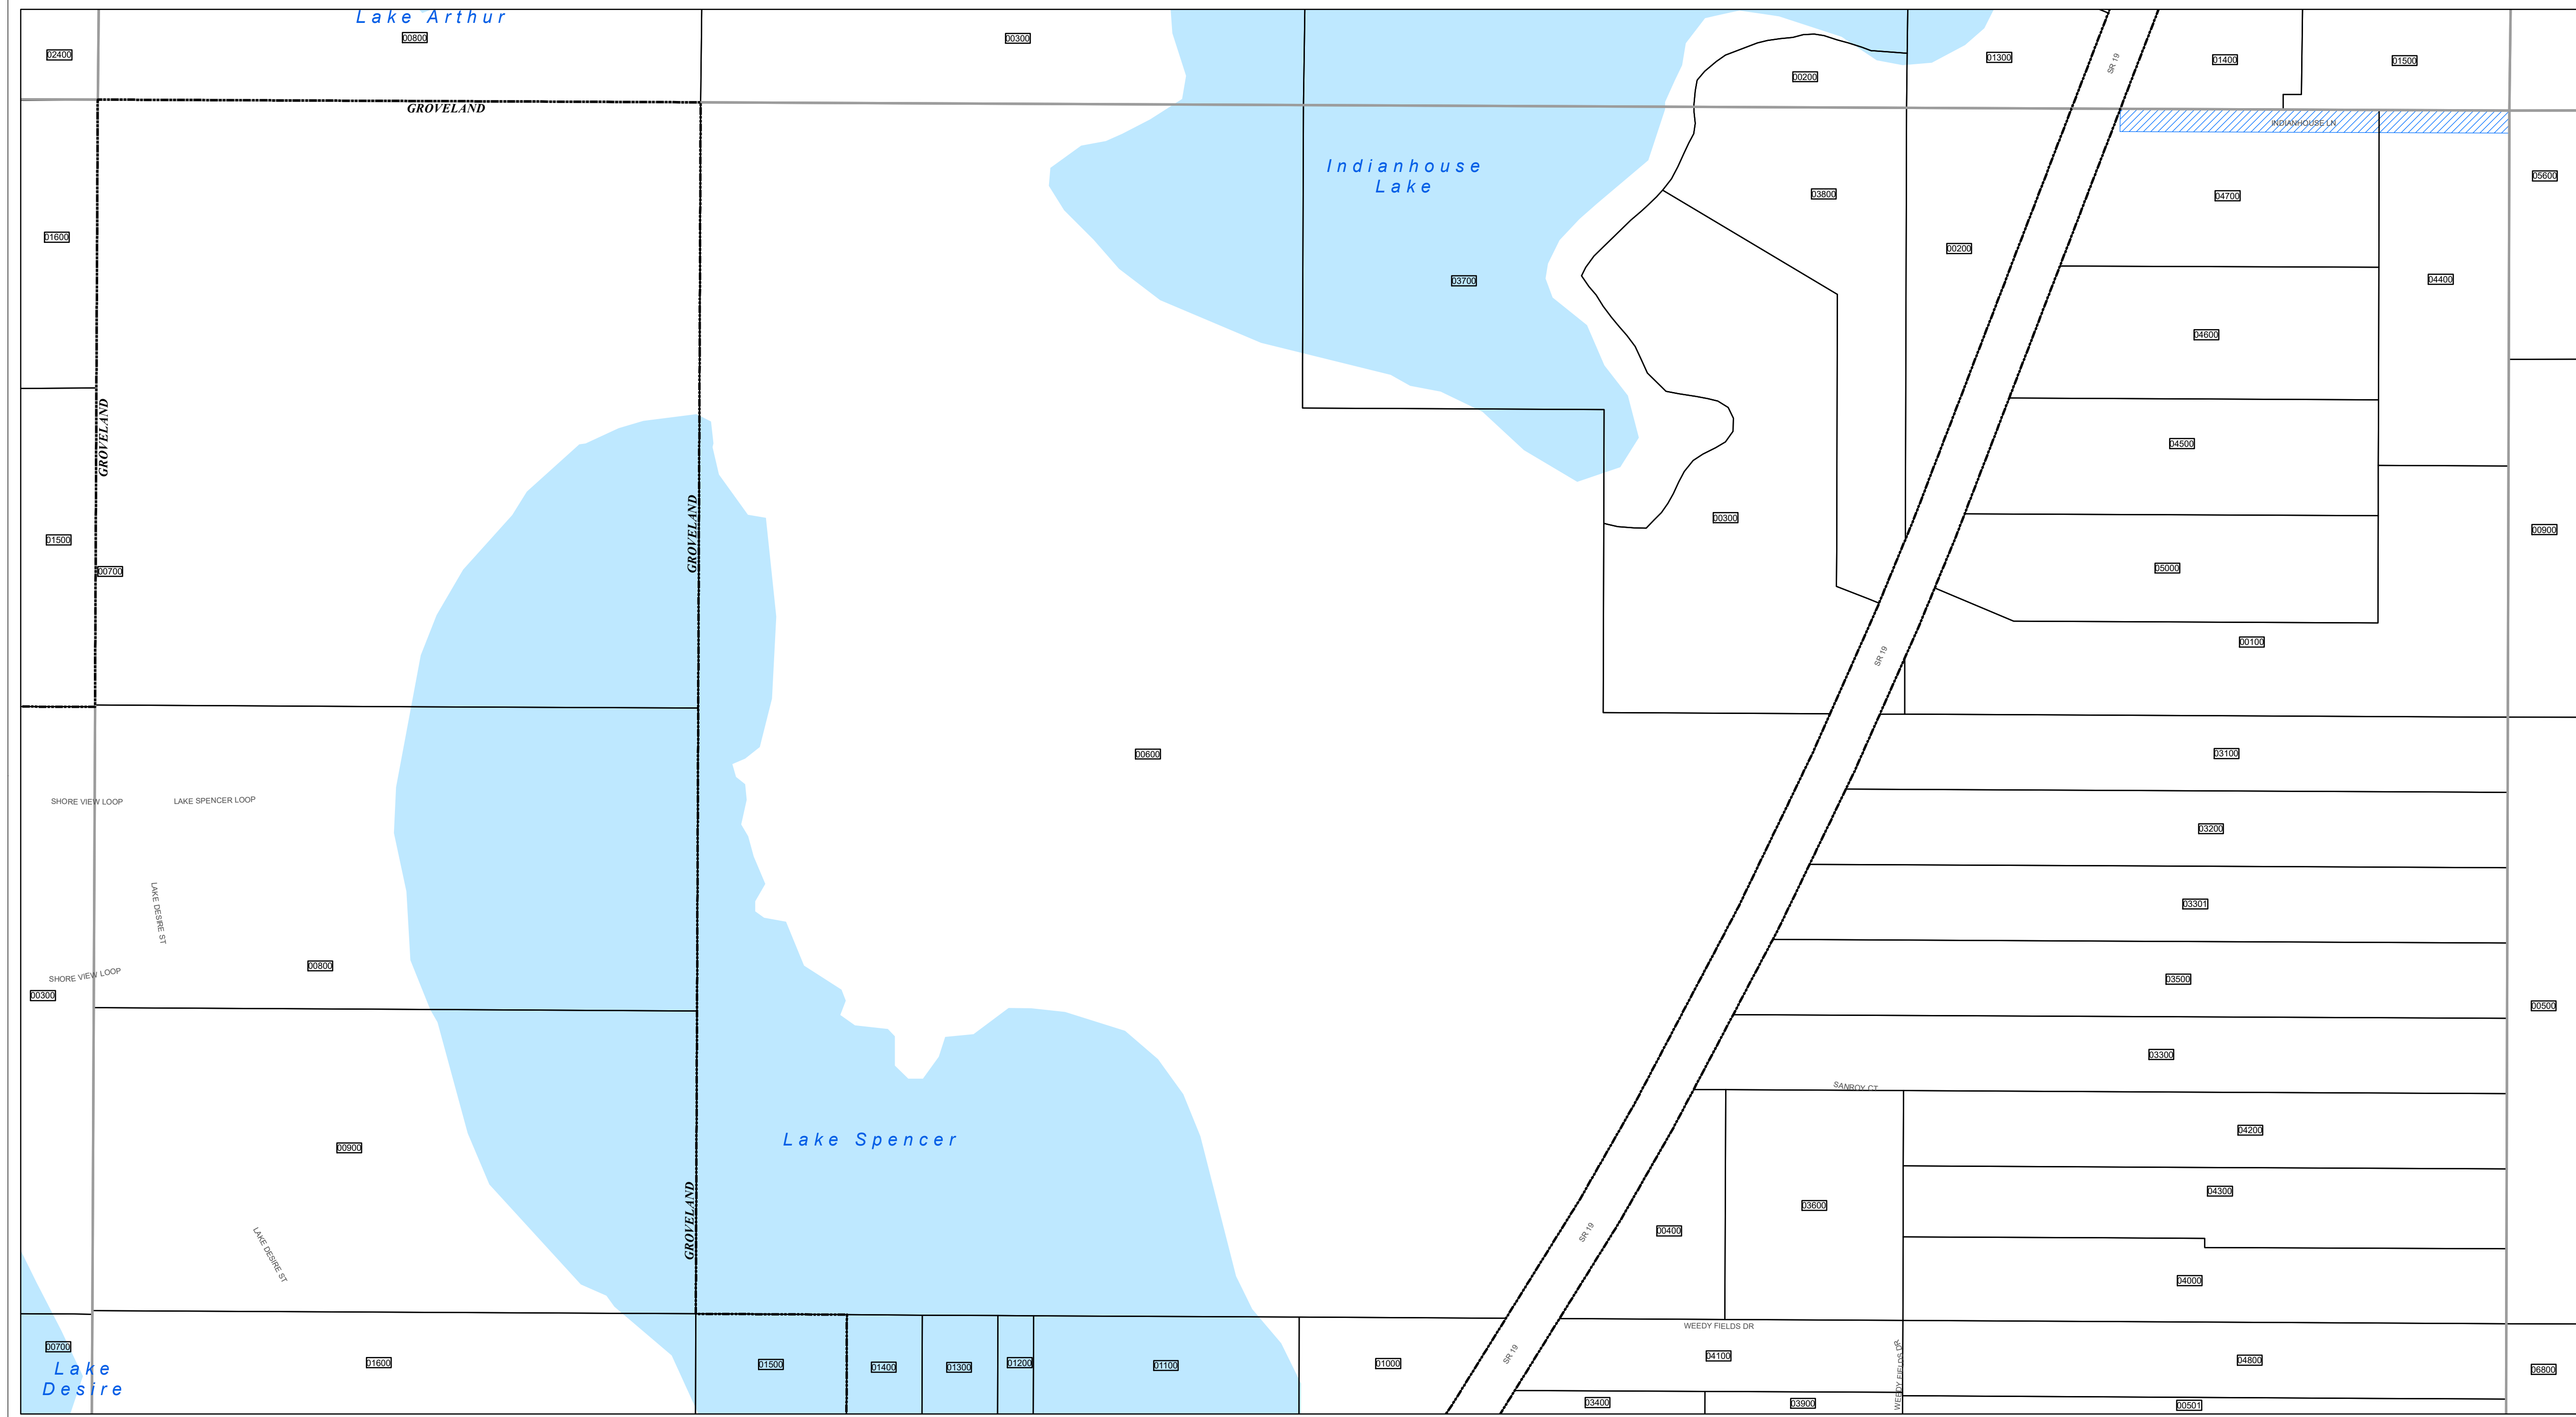 Lake Arthur
00800
00300
02400
00200
01300
SR 19
01400
01500
GROVELAND
INDIANHOUSE LN
Indianhouse
Lake
05600
03800
04700
01600
00200
03700
04400
04600
GROVELAND
04500
GROVELAND
01500
00300
00900
00700
05000
00100
SR 19
00600
03100
SHORE VIEW LOOP
LAKE SPENCER LOOP
03200
LAKE DESIRE ST
03301
00800
SHORE VIEW LOOP
03500
00300
00500
03300
SANROY CT
Lake Spencer
04200
00900
04300
03600
GROVELAND
00400
SR 19
LAKE DESIRE ST
04000
WEEDY FIELDS DR
00700
Lake
Desire
01600
01500
01400
01300
01200
01100
01000
SR 19
04100
WEEDY FIELDS DR
04800
06800
03400
03900
00501